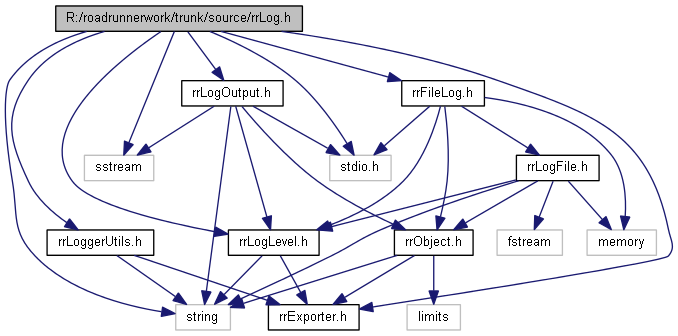 R:/roadrunnerwork/trunk/source/rrLog.h
rrLogOutput.h
rrFileLog.h
sstream
stdio.h
rrLogFile.h
rrLoggerUtils.h
rrLogLevel.h
rrObject.h
fstream
memory
string
rrExporter.h
limits